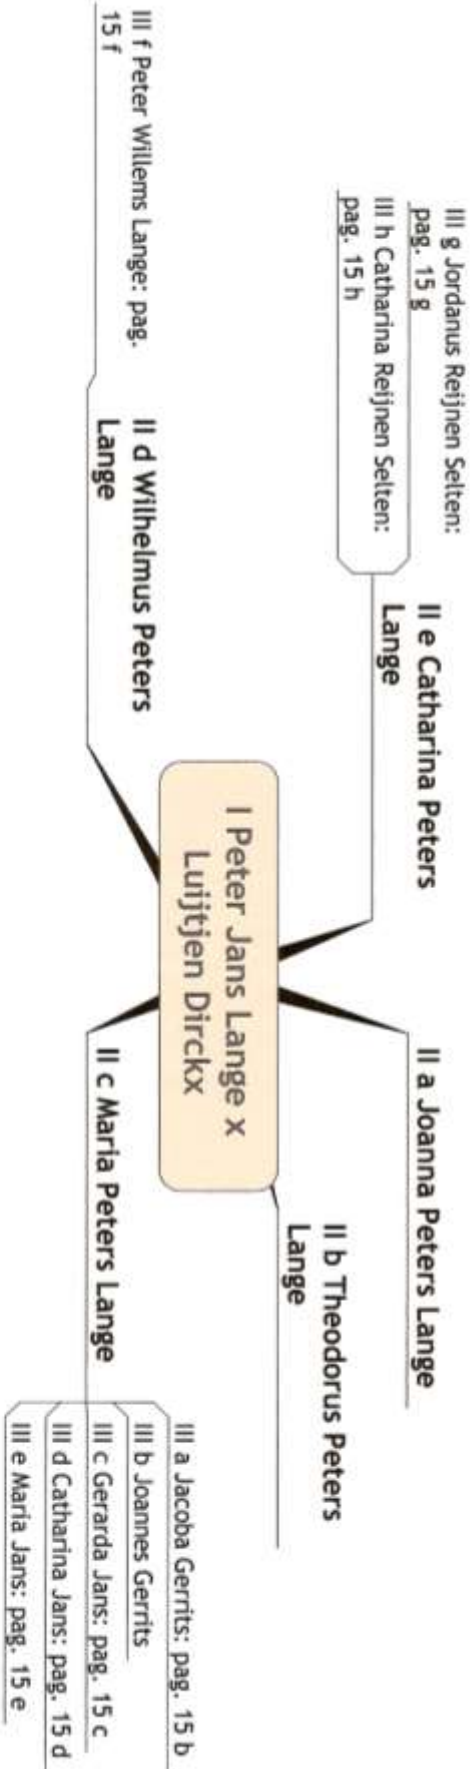 I Peter Jans Lange x
Luijtjen Dirckx
II a Joanna Peters Lange
II b Theodorus Peters
Lange
II c Maria Peters Lange
III a Jacoba Gerrits: pag. 15 b
III b Joannes Gerrits
III c Gerarda Jans: pag. 15 c
III d Catharina Jans: pag. 15 d
III e Maria Jans: pag. 15 e
II d Wilhelmus Peters
Lange
III f Peter Willems Lange: pag.
15 f
II e Catharina Peters
Lange
III g Jordanus Reijnen Selten:
pag. 15 g
III h Catharina Reijnen Selten:
pag. 15 h